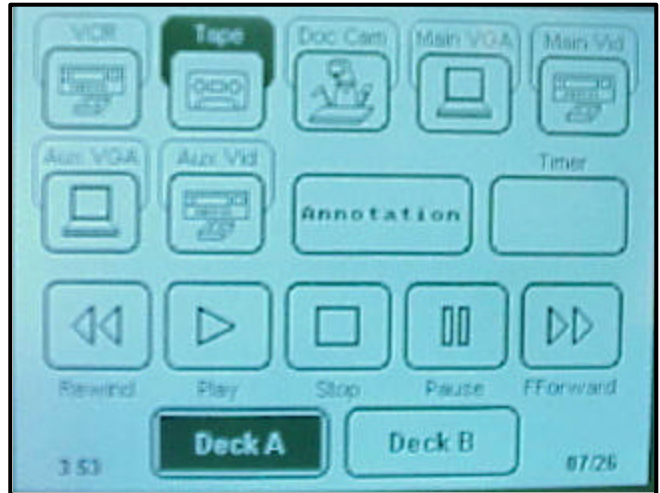 VCR Tape Doc Cam Main VGA Main Vid
Aux VGA Aux Vid Timer
Annotation
Rewind Play Stop Pause FForward
Deck A Deck B
3:53 07/26